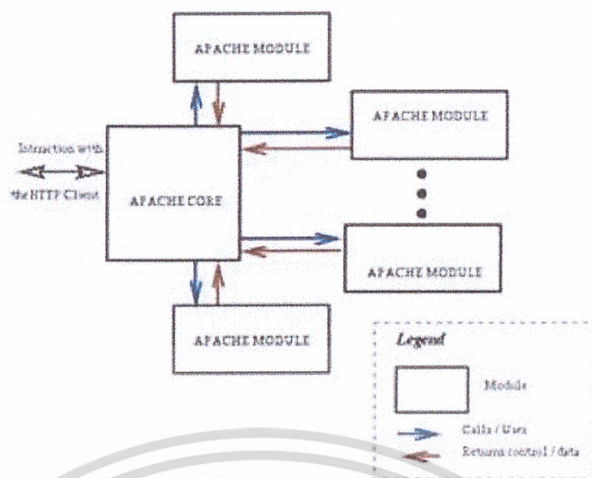 APACHE MODULE
APACHE MODULE
Interaction with
the HTTP Client
APACHE CORE
APACHE MODULE
APACHE MODULE
Legend
Module
Calls / Uses
Returns control / data